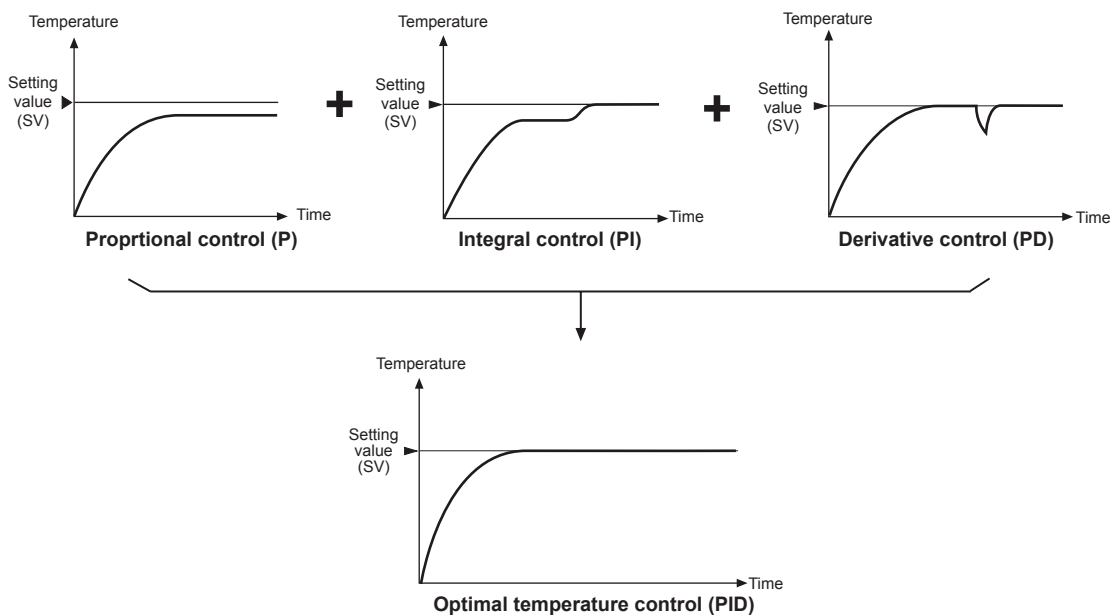 Temperature
Setting
value
(SV)
Time
Proprtional control (P)
+
Temperature
Setting
value
(SV)
Time
Integral control (PI)
+
Temperature
Setting
value
(SV)
Time
Derivative control (PD)
Temperature
Setting
value
(SV)
Time
Optimal temperature control (PID)